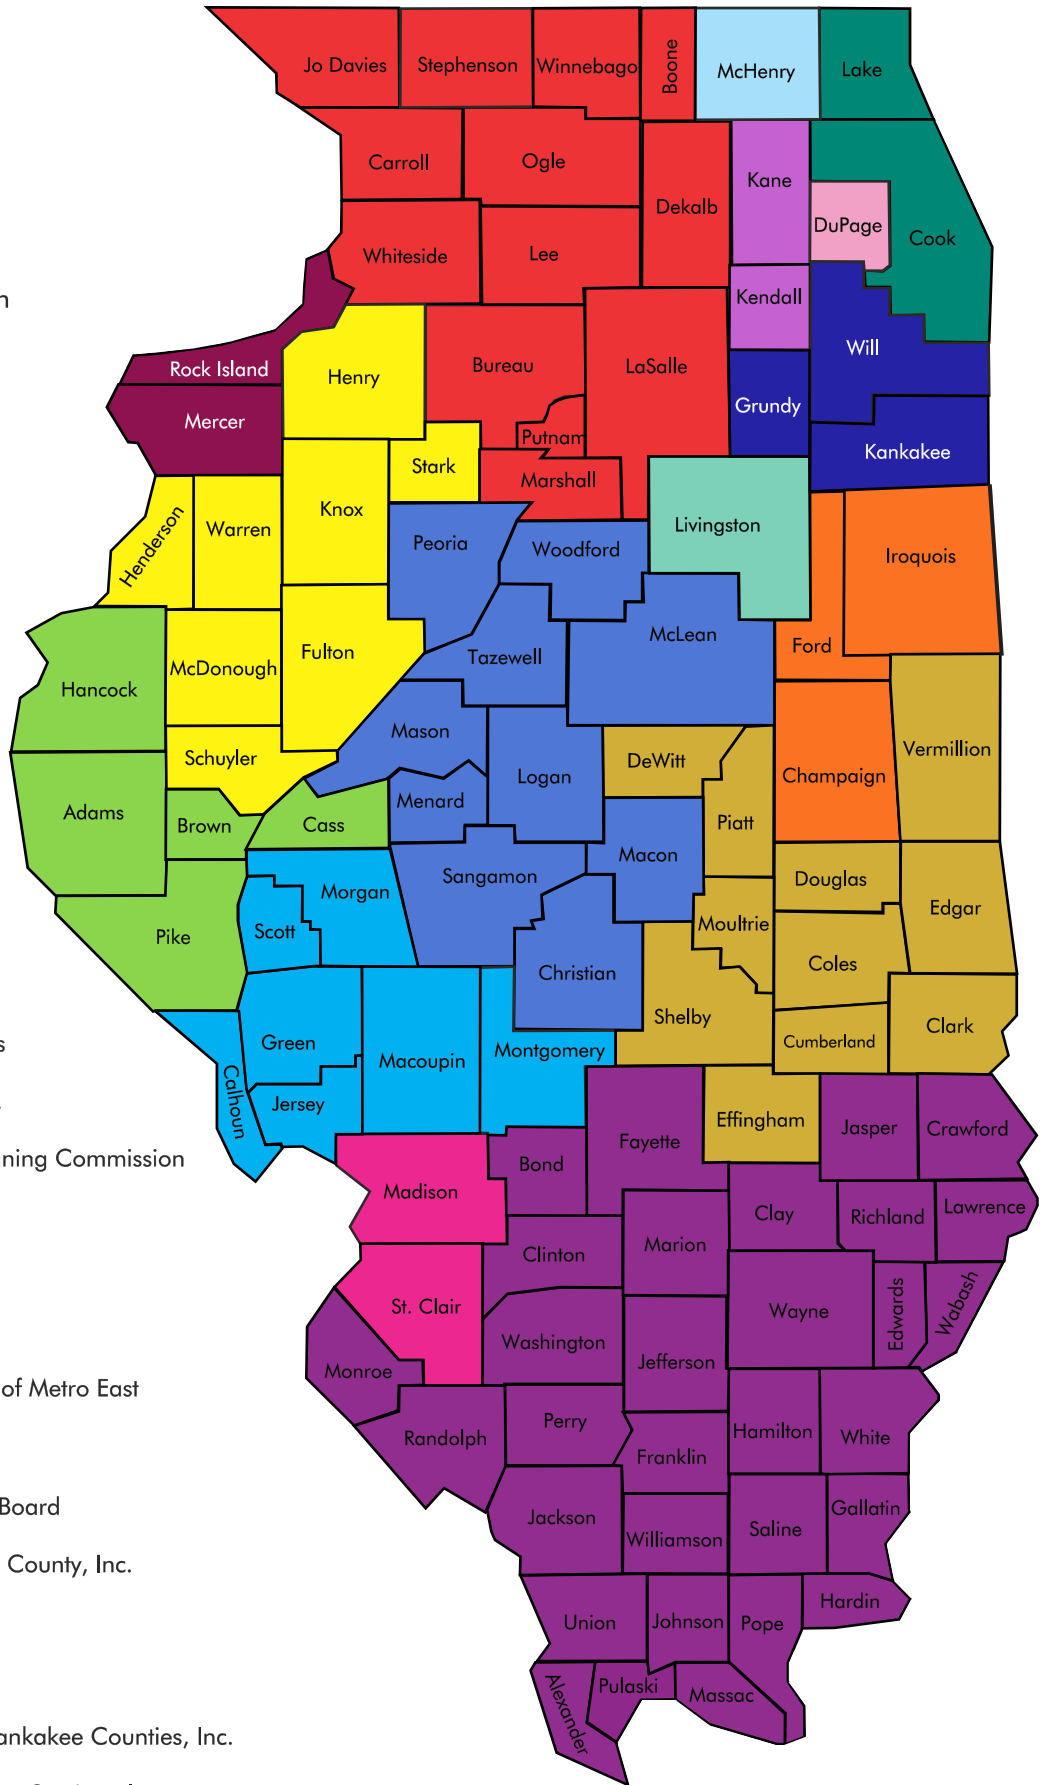 Jo Davies
Stephenson
Winnebago
Boone
McHenry
Lake
Carroll
Ogle
Dekalb
Kane
DuPage
Cook
Whiteside
Lee
Kendall
n
Rock Island
Henry
Bureau
LaSalle
Will
Mercer
Grundy
Putnam
Kankakee
Stark
Marshall
Henderson
Warren
Knox
Peoria
Woodford
Livingston
Iroquois
McLean
Ford
Hancock
McDonough
Fulton
Tazewell
Schuyler
Mason
Logan
DeWitt
Champaign
Vermillion
Adams
Brown
Cass
Menard
Piatt
Macon
Morgan
Sangamon
Douglas
Edgar
Pike
Scott
Moultrie
Coles
Christian
Shelby
Clark
s
Green
Macoupin
Montgomery
Cumberland
Calhoun
Jersey
Effingham
Jasper
Crawford
Fayette
ning Commission
Bond
Madison
Clay
Richland
Lawrence
Marion
Clinton
St. Clair
Wayne
Edwards
Wabash
Washington
Jefferson
Monroe
of Metro East
Randolph
Perry
Franklin
Hamilton
White
Board
Jackson
Williamson
Saline
Gallatin
County, Inc.
Hardin
Union
Johnson
Pope
Alexander
Pulaski
Massac
ankakee Counties, Inc.